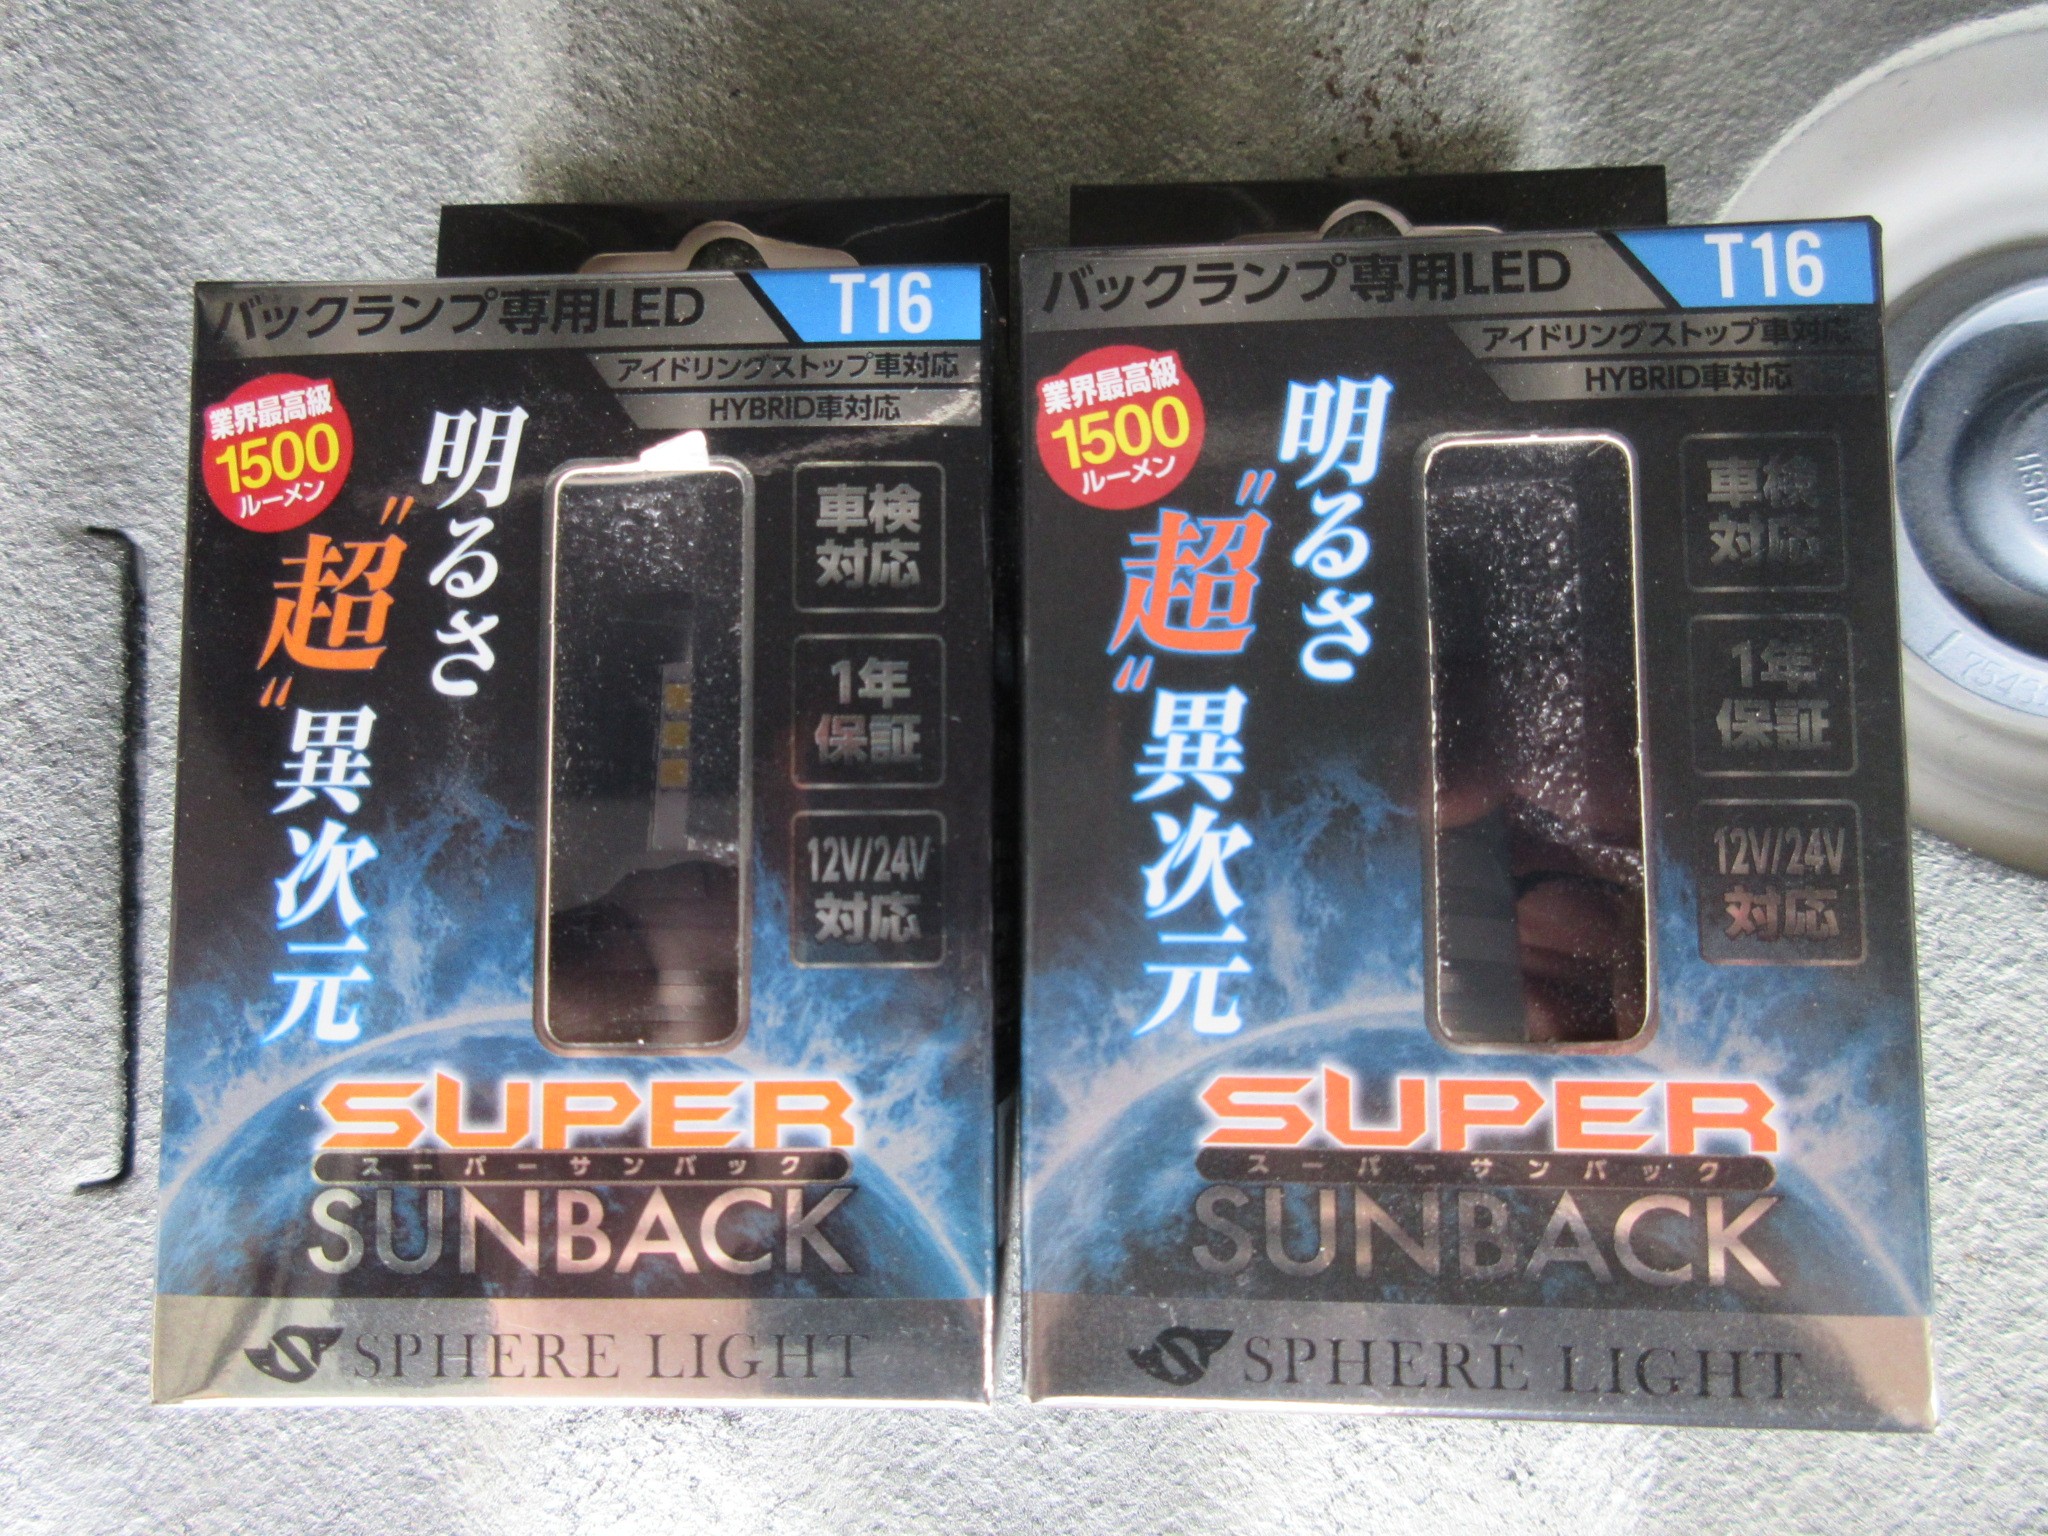 バックランプ専用LED
T16
アイドリングストップ車対応
HYBRID車対応
業界最高級
1500
ルーメン
明るさ
"超"異次元
車検
対応
1年
保証
12V/24V
対応
SUPER
スーパーサンバック
SUNBACK
SPHERE LIGHT
バックランプ専用LED
T16
アイドリングストップ車対応
HYBRID車対応
業界最高級
1500
ルーメン
明るさ
"超"異次元
車検
対応
1年
保証
12V/24V
対応
SUPER
スーパーサンバック
SUNBACK
SPHERE LIGHT
PUSH